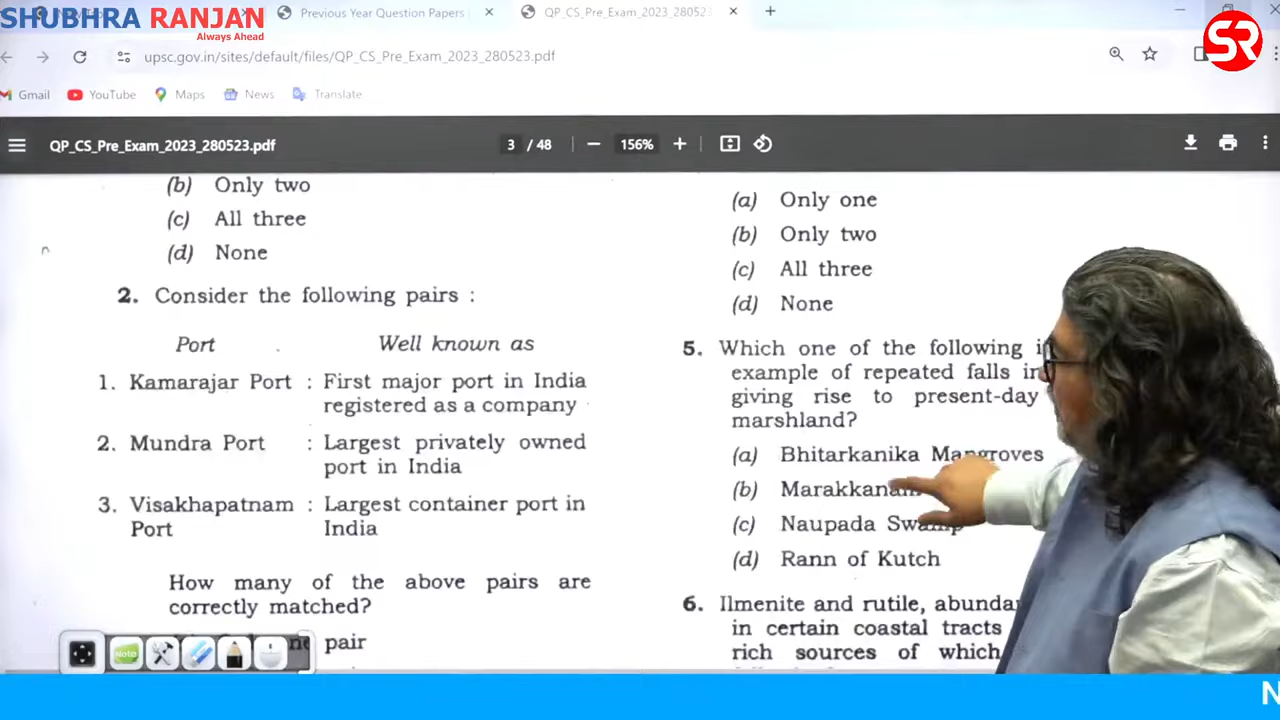 SHUBHRA RANJAN
Always Ahead
Previous Year Question Papers
QP_CS_Pre_Exam_2023_280523
SR
upsc.gov.in/sites/default/files/QP_CS_Pre_Exam_2023_280523.pdf
Gmail YouTube Maps News Translate
QP_CS_Pre_Exam_2023_280523.pdf
3 / 48 156%
(b) Only two
(c) All three
(d) None
2. Consider the following pairs :
Port Well known as
1. Kamarajar Port : First major port in India
registered as a company
2. Mundra Port : Largest privately owned
port in India
3. Visakhapatnam : Largest container port in
Port India
How many of the above pairs are
correctly matched?
pair
(a) Only one
(b) Only two
(c) All three
(d) None
5. Which one of the following
example of repeated falls in
giving rise to present-day
marshland?
(a) Bhitarkanika Mangroves
(b) Marakkanam
(c) Naupada Swamp
(d) Rann of Kutch
6. Ilmenite and rutile,
in certain coastal tracts
rich sources of which
Note
N